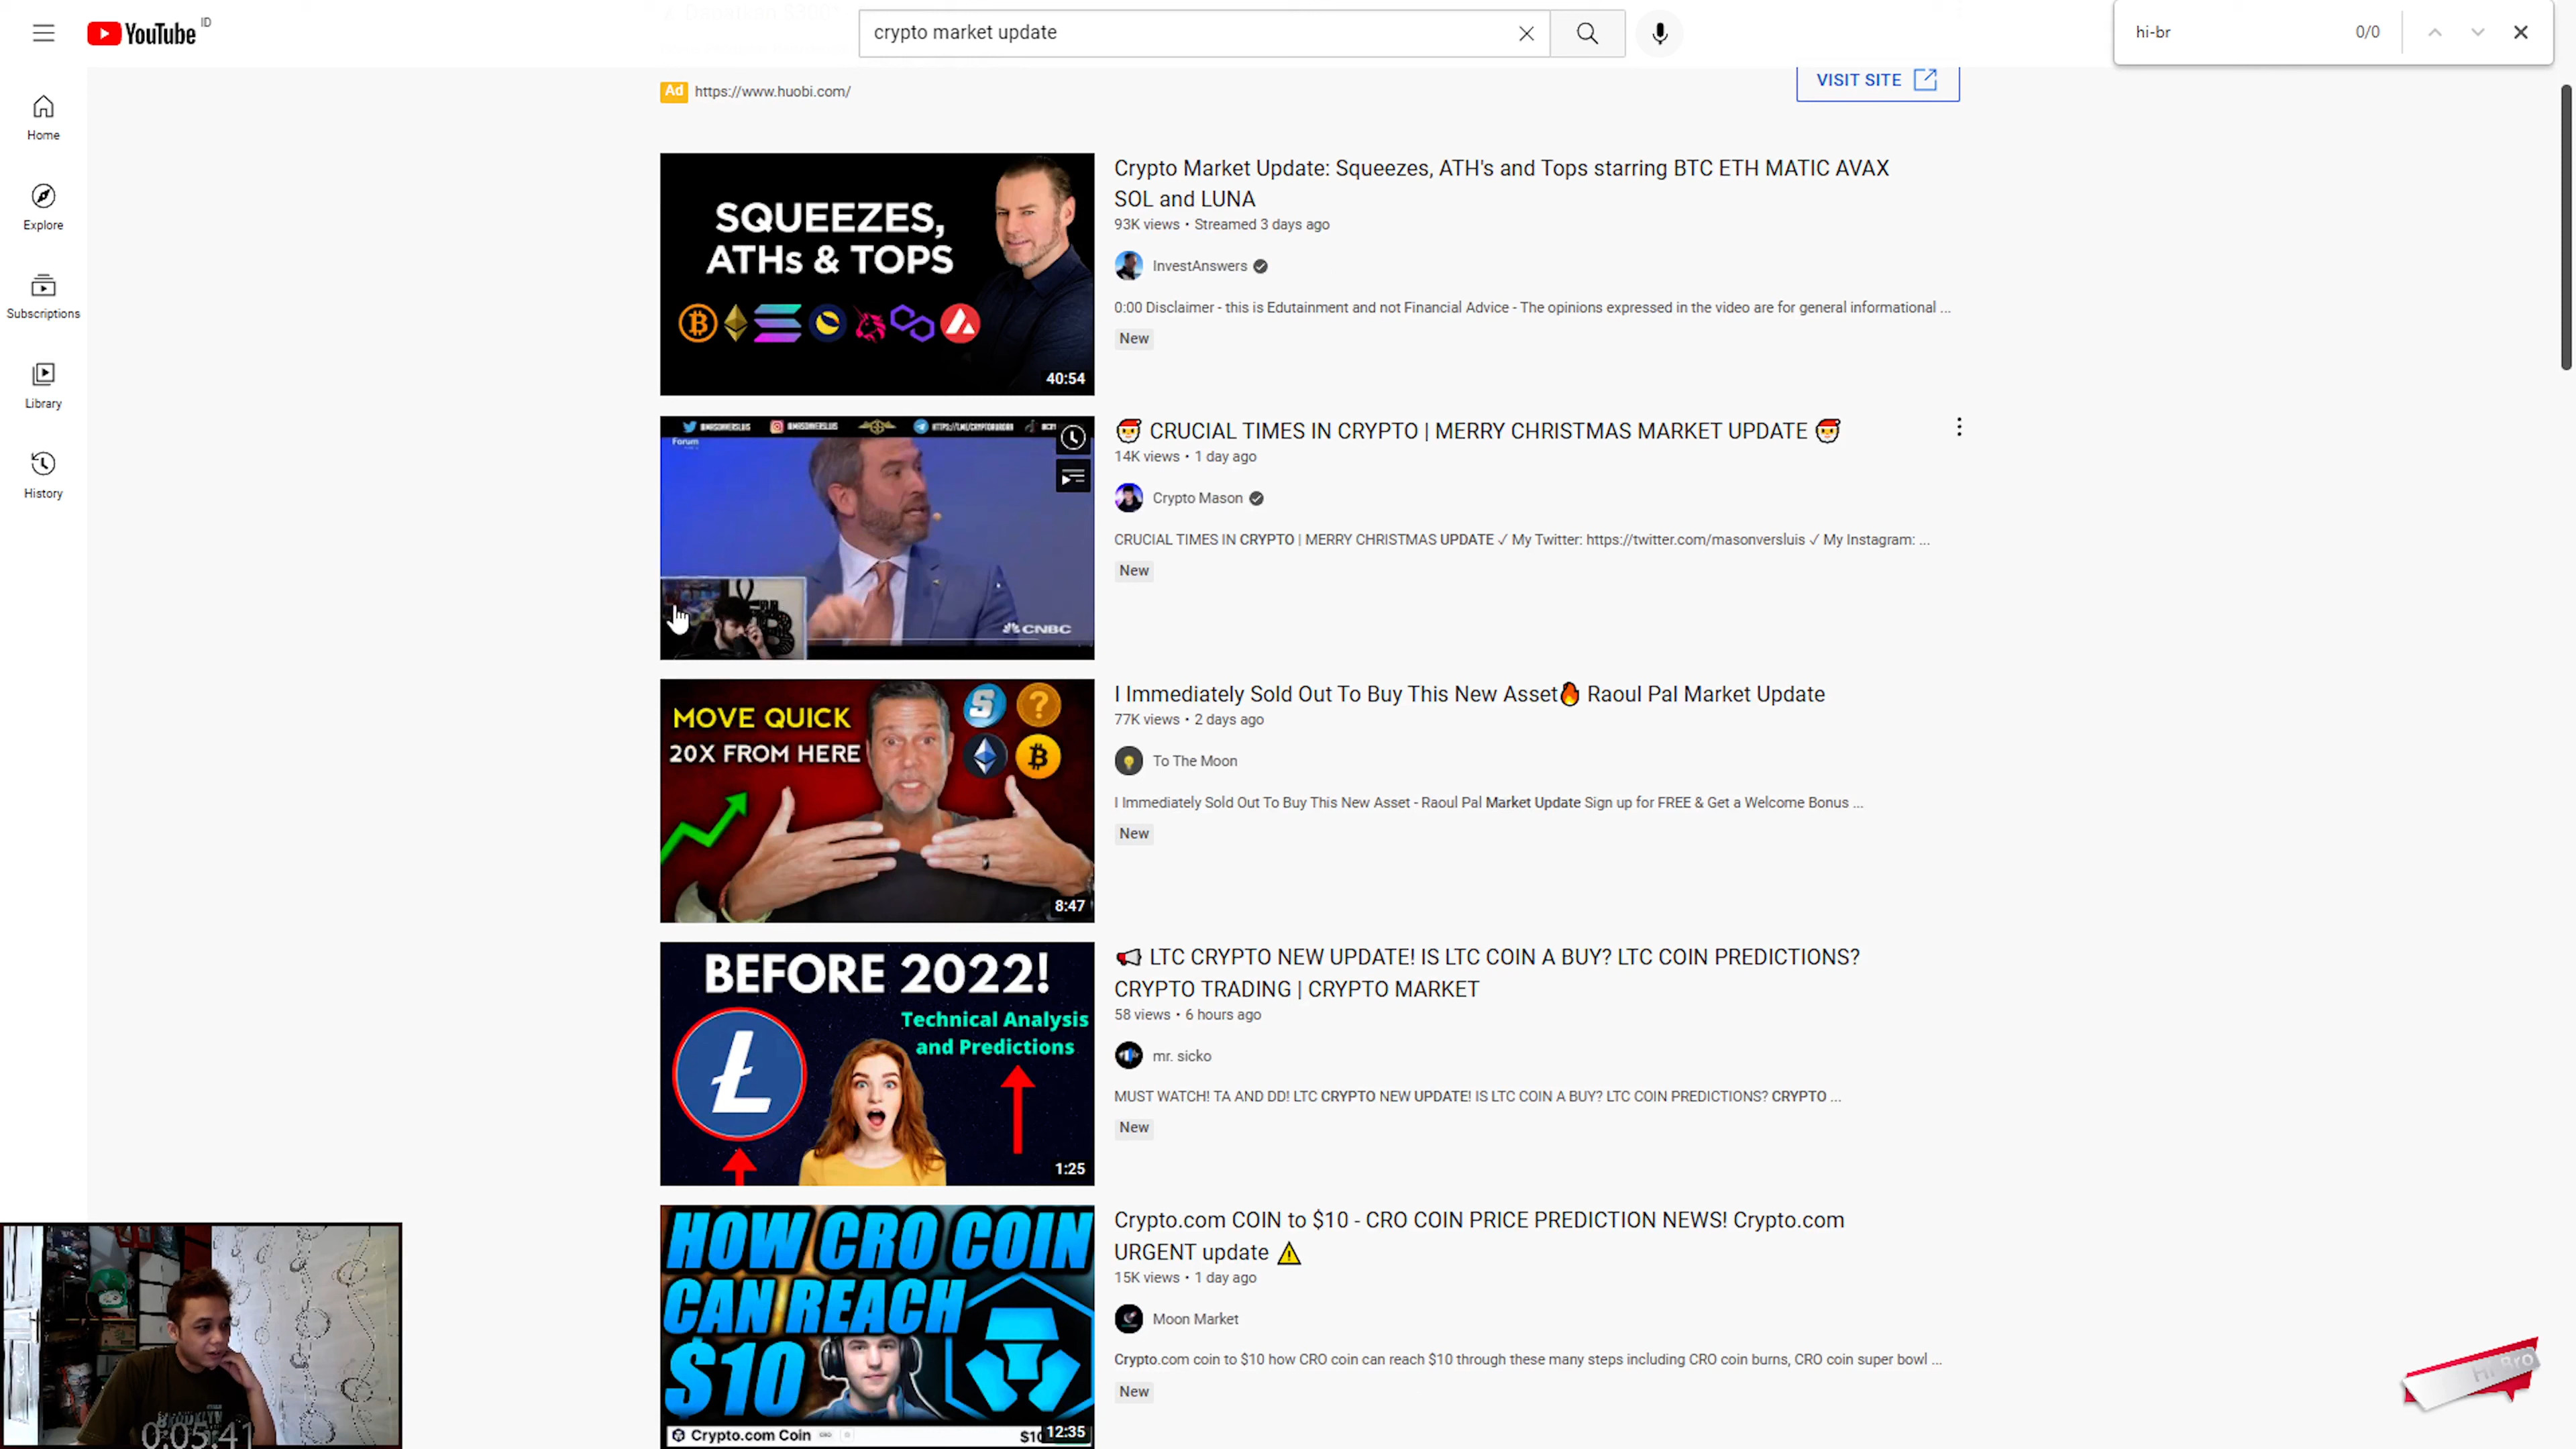 YouTube ID
crypto market update
hi-br
0/0
Ad https://www.huobi.com/
VISIT SITE
Home
Explore
Subscriptions
Library
History
SQUEEZES,
ATHs & TOPS
40:54
Crypto Market Update: Squeezes, ATH's and Tops starring BTC ETH MATIC AVAX
SOL and LUNA
93K views • Streamed 3 days ago
InvestAnswers
0:00 Disclaimer - this is Edutainment and not Financial Advice - The opinions expressed in the video are for general informational ...
New
Forum
CNBC
🎅 CRUCIAL TIMES IN CRYPTO | MERRY CHRISTMAS MARKET UPDATE 🎅
14K views • 1 day ago
Crypto Mason
CRUCIAL TIMES IN CRYPTO | MERRY CHRISTMAS UPDATE ✓ My Twitter: https://twitter.com/masonversluis ✓ My Instagram: ...
New
MOVE QUICK
20X FROM HERE
8:47
I Immediately Sold Out To Buy This New Asset🔥 Raoul Pal Market Update
77K views • 2 days ago
To The Moon
I Immediately Sold Out To Buy This New Asset - Raoul Pal Market Update Sign up for FREE & Get a Welcome Bonus ...
New
BEFORE 2022!
Technical Analysis
and Predictions
1:25
📢 LTC CRYPTO NEW UPDATE! IS LTC COIN A BUY? LTC COIN PREDICTIONS?
CRYPTO TRADING | CRYPTO MARKET
58 views • 6 hours ago
mr. sicko
MUST WATCH! TA AND DD! LTC CRYPTO NEW UPDATE! IS LTC COIN A BUY? LTC COIN PREDICTIONS? CRYPTO ...
New
HOW CRO COIN
CAN REACH
$10
Crypto.com Coin
12:35
Crypto.com COIN to $10 - CRO COIN PRICE PREDICTION NEWS! Crypto.com
URGENT update ⚠️
15K views • 1 day ago
Moon Market
Crypto.com coin to $10 how CRO coin can reach $10 through these many steps including CRO coin burns, CRO coin super bowl ...
New
0:05:41
Hi Bro